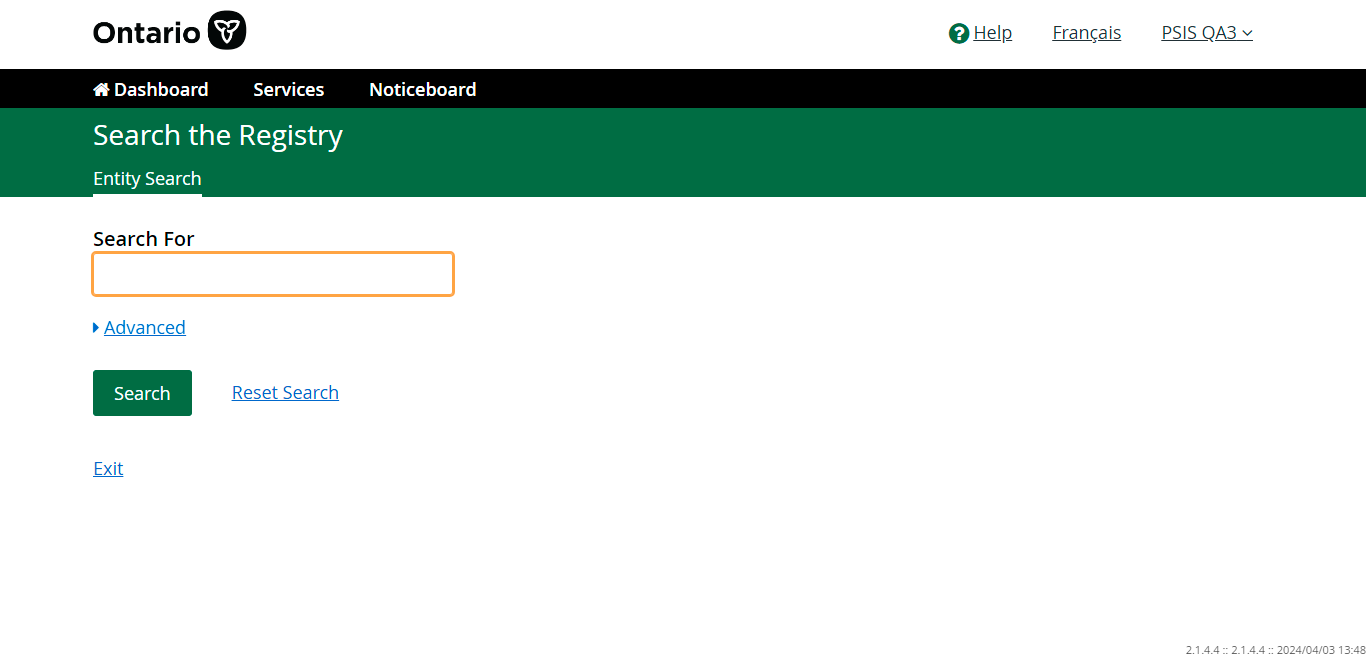 Ontario
Help Français PSIS QA3
Dashboard Services Noticeboard
Search the Registry
Entity Search
Search For
Advanced
Search Reset Search
Exit
2.1.4.4 :: 2.1.4.4 :: 2024/04/03 13:48